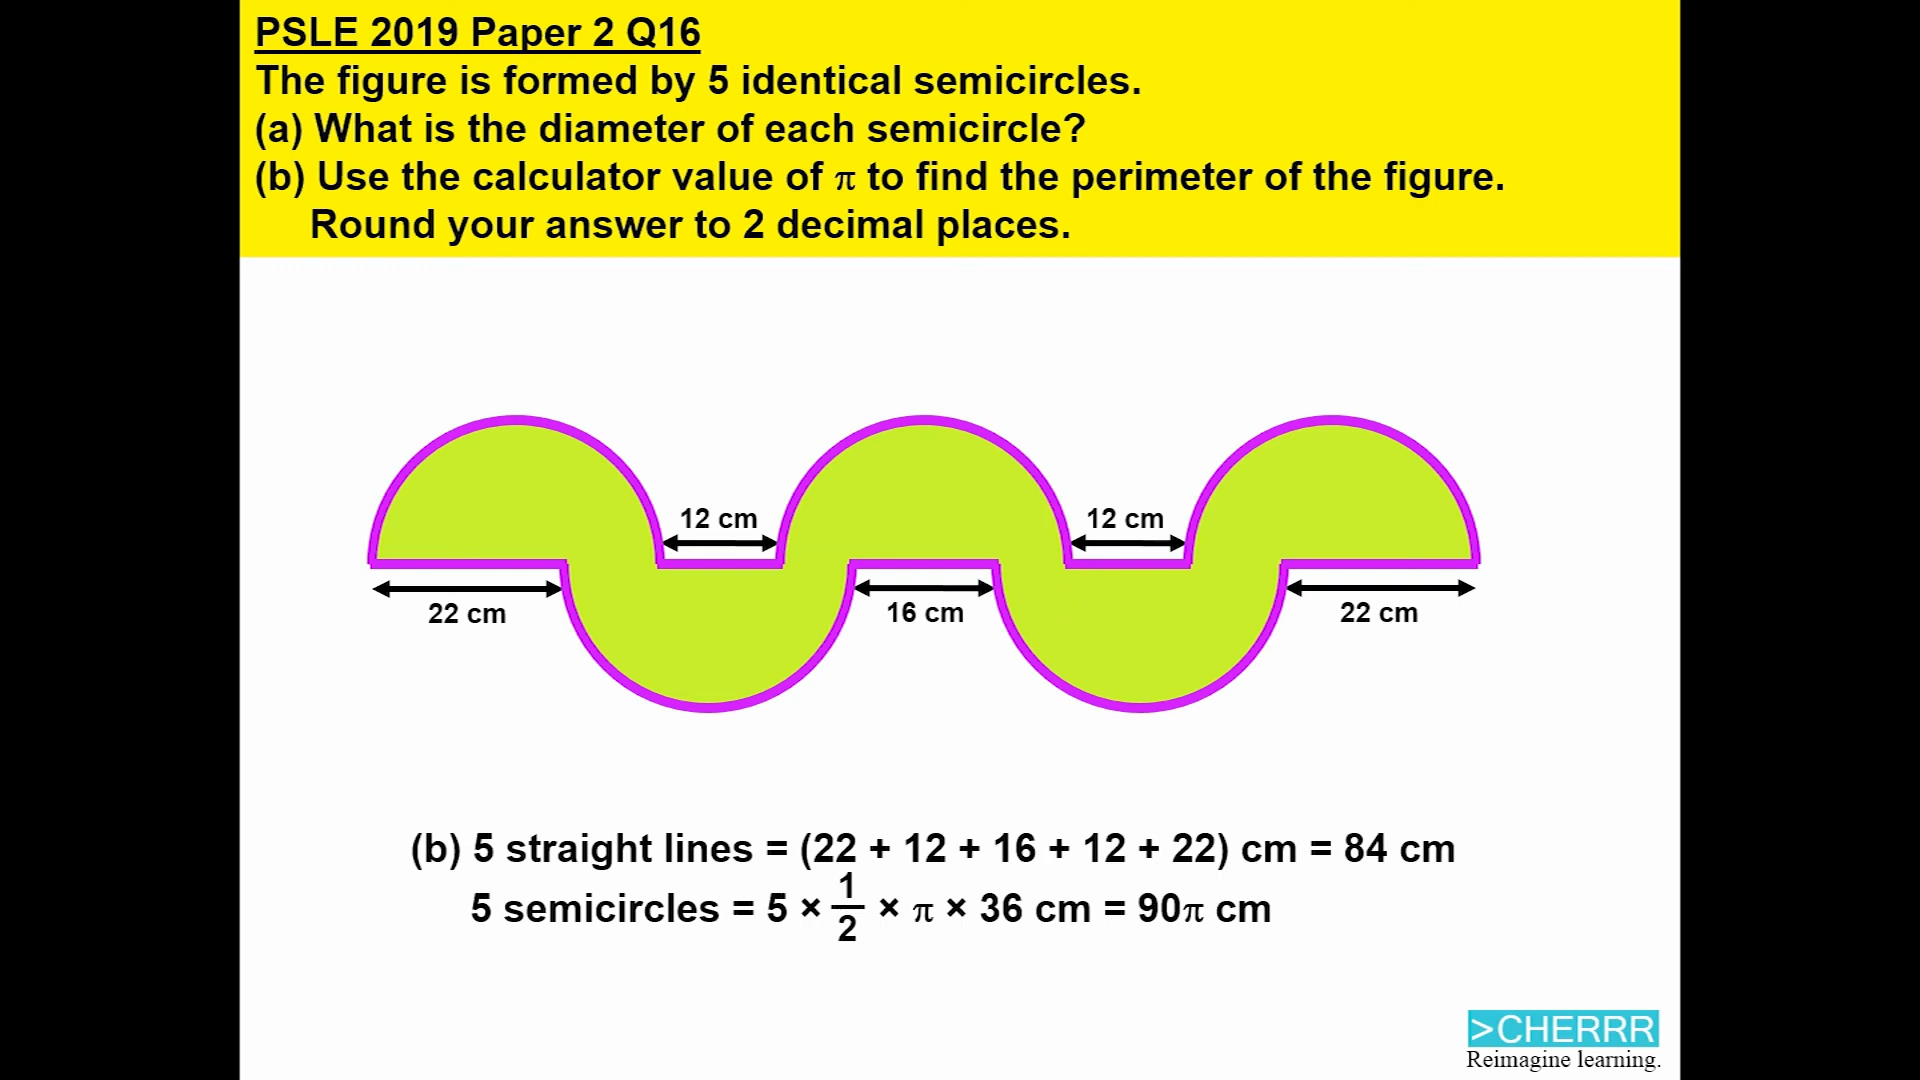 PSLE 2019 Paper 2 Q16
The figure is formed by 5 identical semicircles.
(a) What is the diameter of each semicircle?
(b) Use the calculator value of π to find the perimeter of the figure.
Round your answer to 2 decimal places.
12 cm
12 cm
22 cm
16 cm
22 cm
(b) 5 straight lines = (22 + 12 + 16 + 12 + 22) cm = 84 cm
5 semicircles = 5 × 1/2 × π × 36 cm = 90π cm
>CHERRR
Reimagine learning.